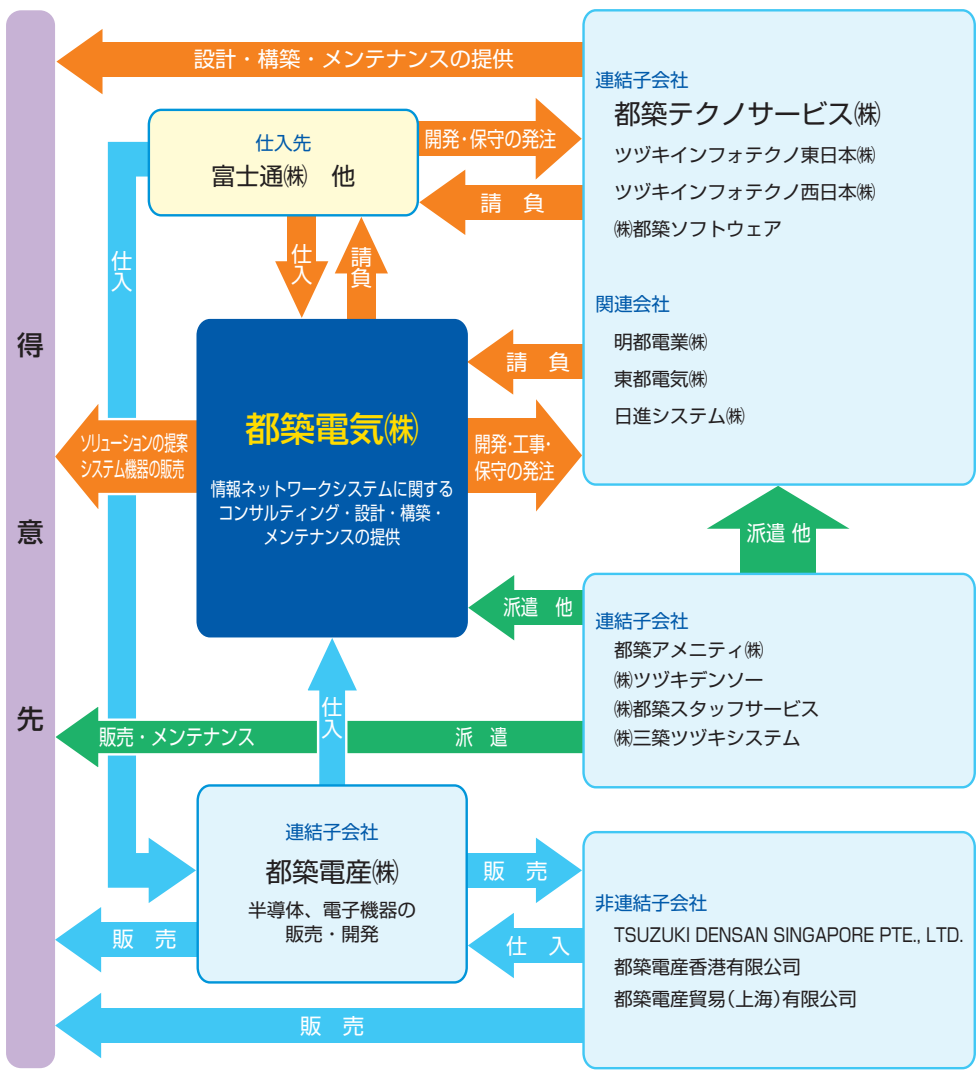 得意先
設計・構築・メンテナンスの提供
仕入先
富士通㈱　他
開発・保守の発注
請　負
仕入
仕入
請負
連結子会社
都築テクノサービス㈱
ツヅキインフォテクノ東日本㈱
ツヅキインフォテクノ西日本㈱
㈱都築ソフトウェア
関連会社
明都電業㈱
東都電気㈱
日進システム㈱
都築電気㈱
情報ネットワークシステムに関する
コンサルティング・設計・構築・
メンテナンスの提供
請　負
開発・工事・
保守の発注
ソリューションの提案
システム機器の販売
派遣 他
派遣　他
連結子会社
都築アメニティ㈱
㈱ツヅキデンソー
㈱都築スタッフサービス
㈱三築ツヅキシステム
仕入
販売・メンテナンス
派　遣
連結子会社
都築電産㈱
半導体、電子機器の
販売・開発
販　売
仕　入
販　売
販　売
非連結子会社
TSUZUKI DENSAN SINGAPORE PTE., LTD.
都築電産香港有限公司
都築電産貿易(上海)有限公司